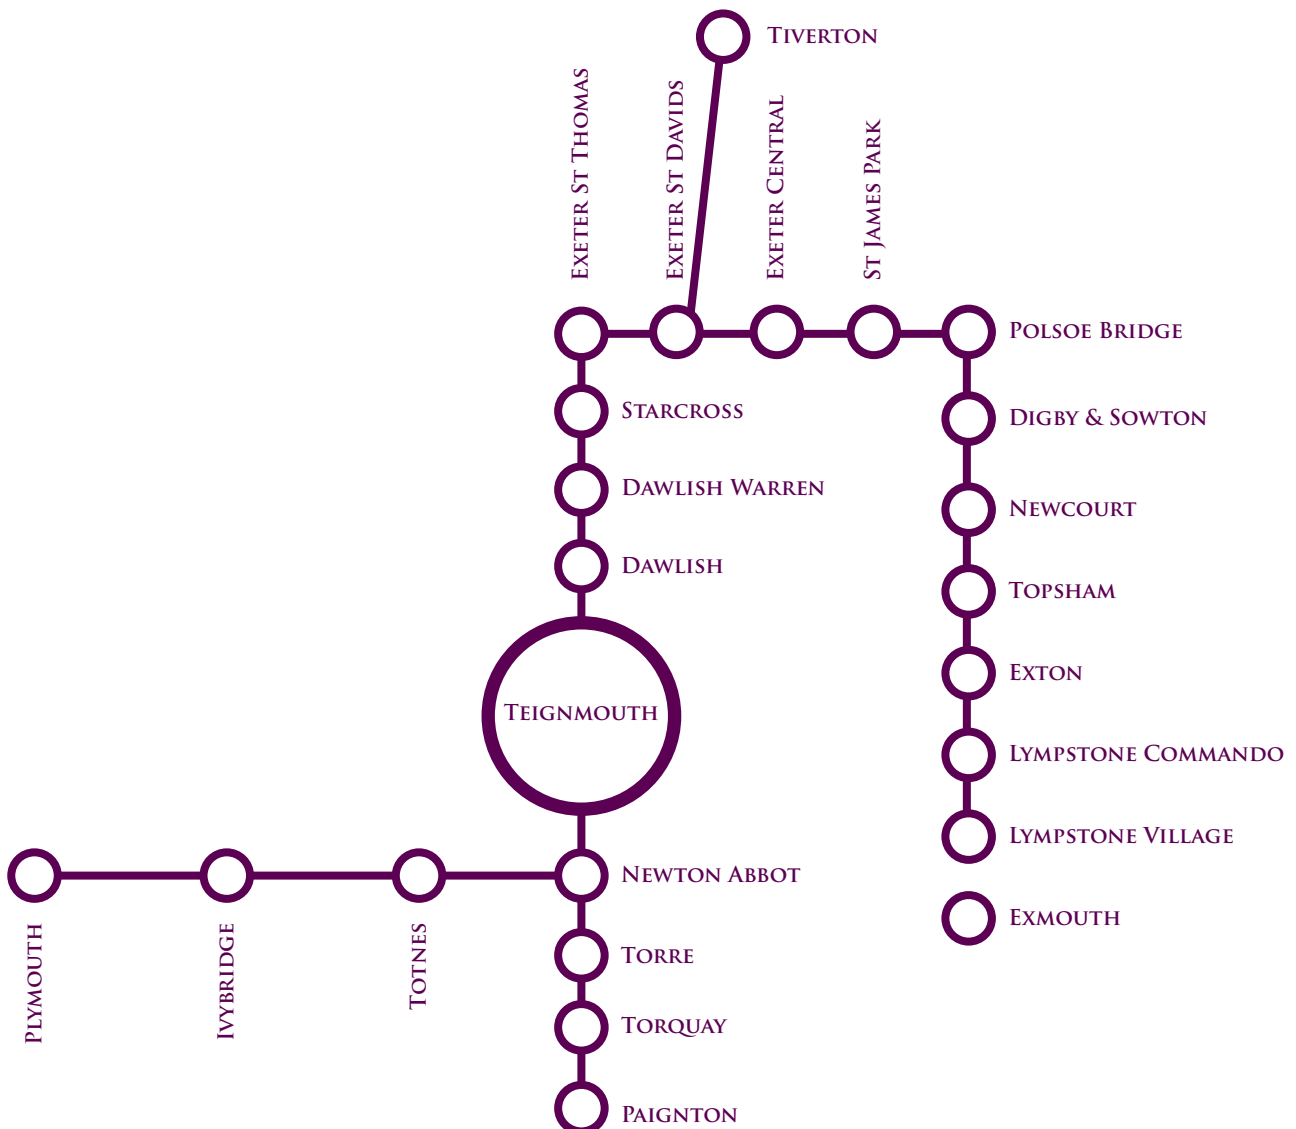 Tiverton
Exeter St Thomas
Exeter St Davids
Exeter Central
St James Park
Polsoe Bridge
Starcross
Digby & Sowton
Dawlish Warren
Newcourt
Dawlish
Topsham
Exton
Teignmouth
Lympstone Commando
Lympstone Village
Newton Abbot
Exmouth
Plymouth
Ivybridge
Totnes
Torre
Torquay
Paignton